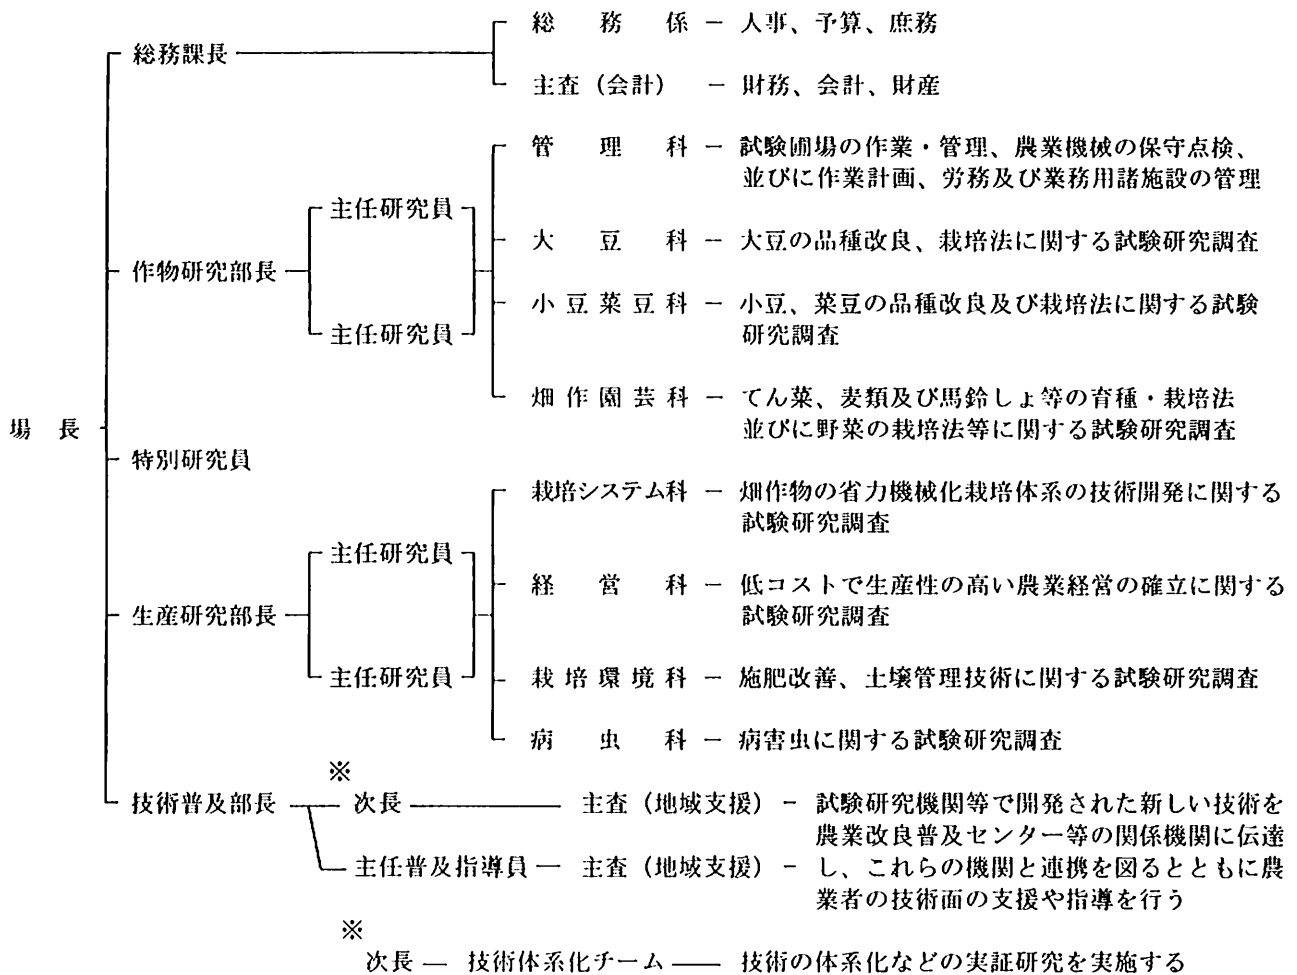 総務係 － 人事、予算、庶務
総務課長
主査（会計） － 財務、会計、財産
管理科 － 試験圃場の作業・管理、農業機械の保守点検、
並びに作業計画、労務及び業務用諸施設の管理
主任研究員
大豆科 － 大豆の品種改良、栽培法に関する試験研究調査
作物研究部長
小豆菜豆科 － 小豆、菜豆の品種改良及び栽培法に関する試験
主任研究員
研究調査
畑作園芸科 － てん菜、麦類及び馬鈴しょ等の育種・栽培法
並びに野菜の栽培法等に関する試験研究調査
場長
特別研究員
栽培システム科 － 畑作物の省力機械化栽培体系の技術開発に関する
試験研究調査
主任研究員
経営科 － 低コストで生産性の高い農業経営の確立に関する
試験研究調査
生産研究部長
主任研究員
栽培環境科 － 施肥改善、土壌管理技術に関する試験研究調査
病虫科 － 病害虫に関する試験研究調査
※
技術普及部長 次長 主査（地域支援） － 試験研究機関等で開発された新しい技術を
農業改良普及センター等の関係機関に伝達
主任普及指導員 － 主査（地域支援） － し、これらの機関と連携を図るとともに農
業者の技術面の支援や指導を行う
※
次長 － 技術体系化チーム － 技術の体系化などの実証研究を実施する